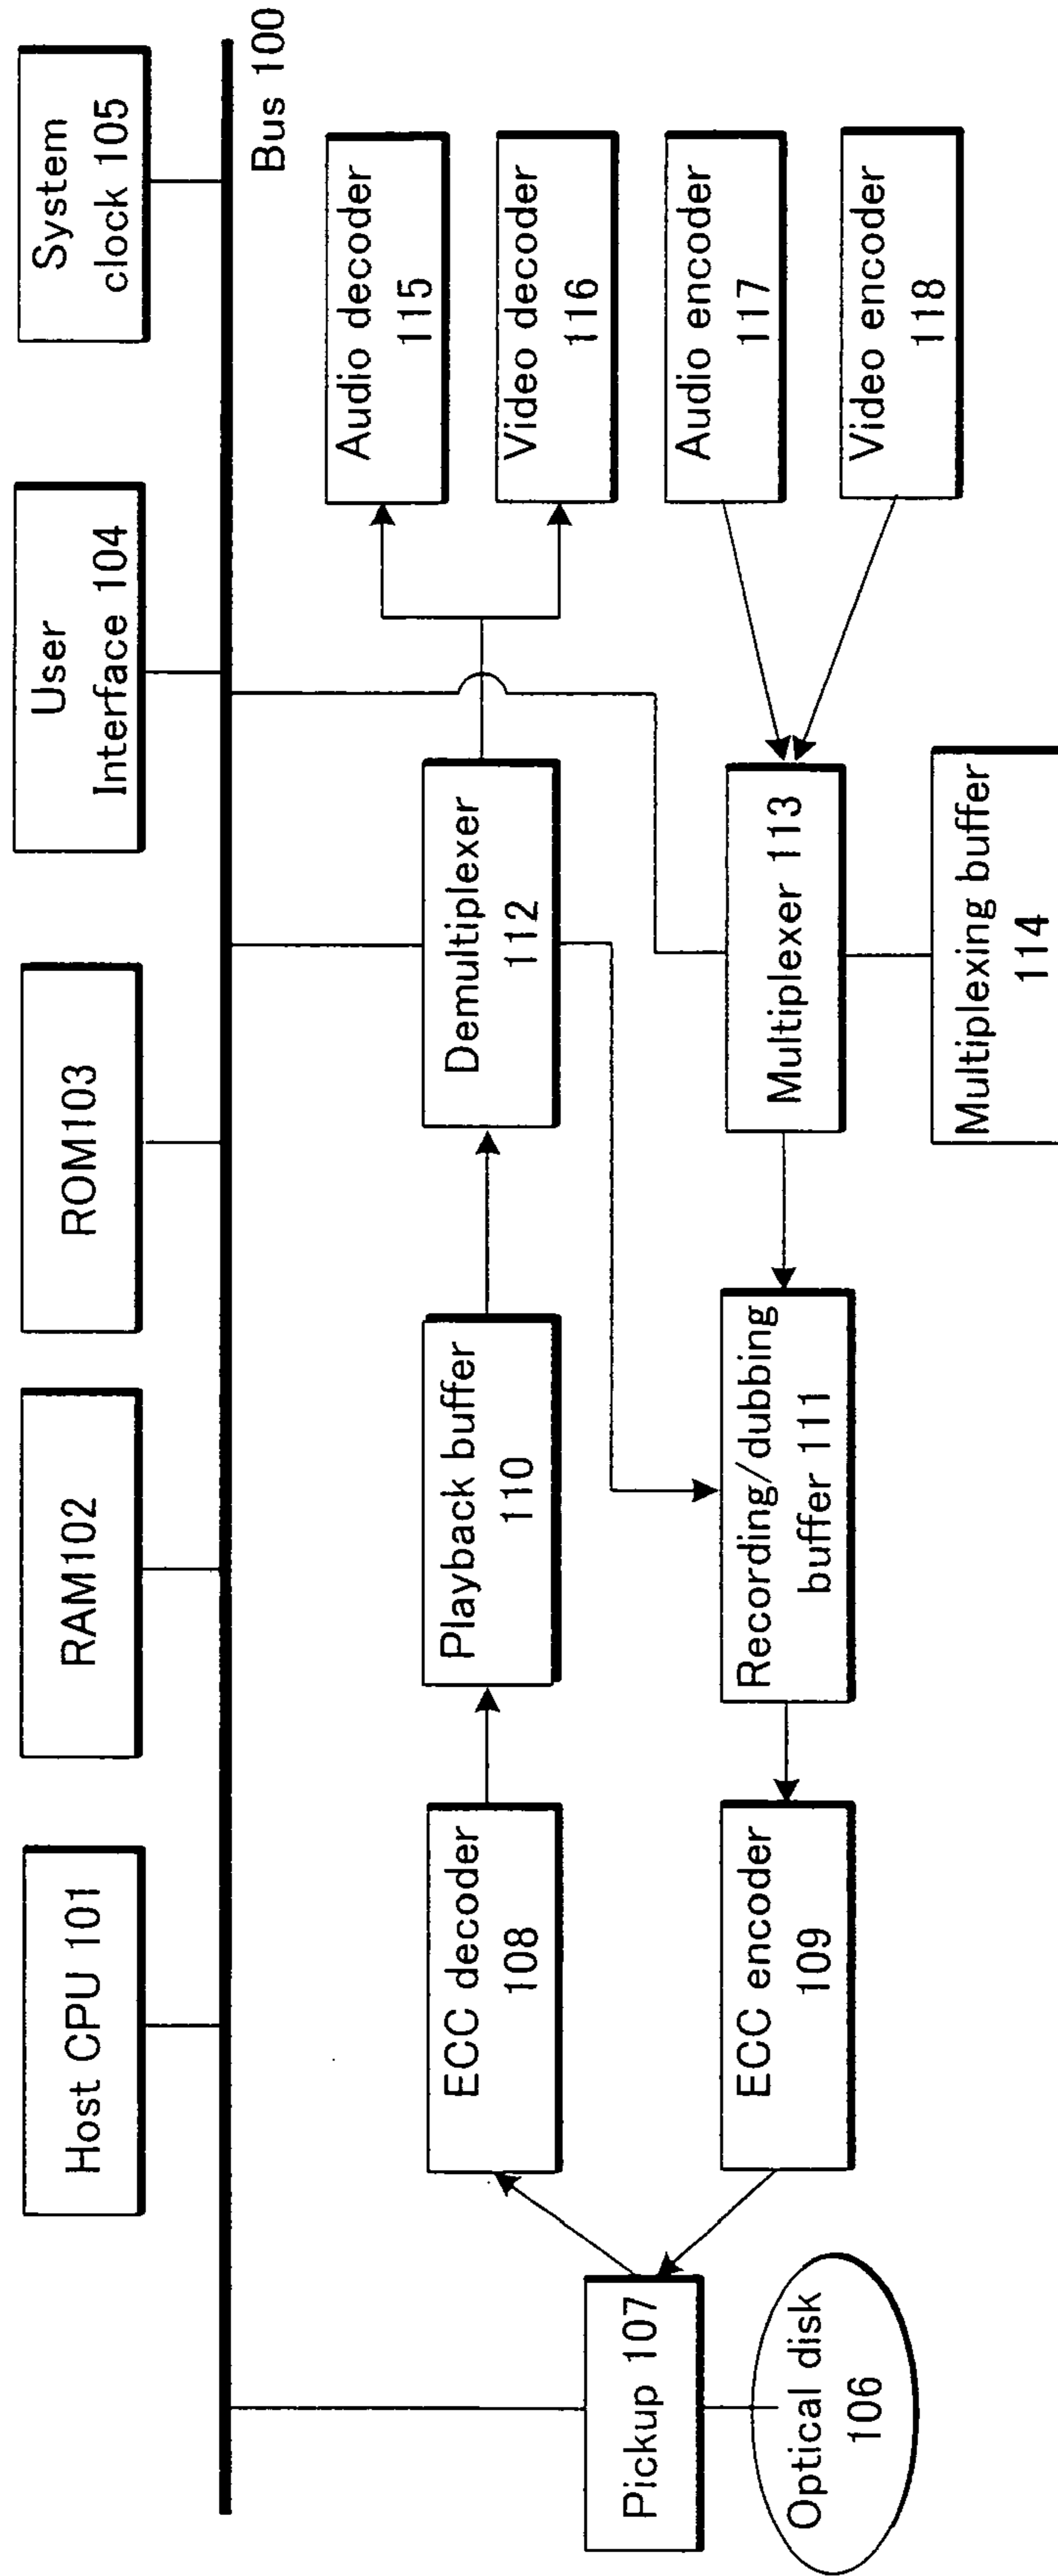 Host CPU 101
RAM102
ROM103
User
Interface 104
System
clock 105
Bus 100
ECC decoder
108
Playback buffer
110
Demultiplexer
112
Audio decoder
115
Video decoder
116
Pickup 107
Optical disk
106
ECC encoder
109
Recording/dubbing
buffer 111
Multiplexer 113
Audio encoder
117
Video encoder
118
Multiplexing buffer
114